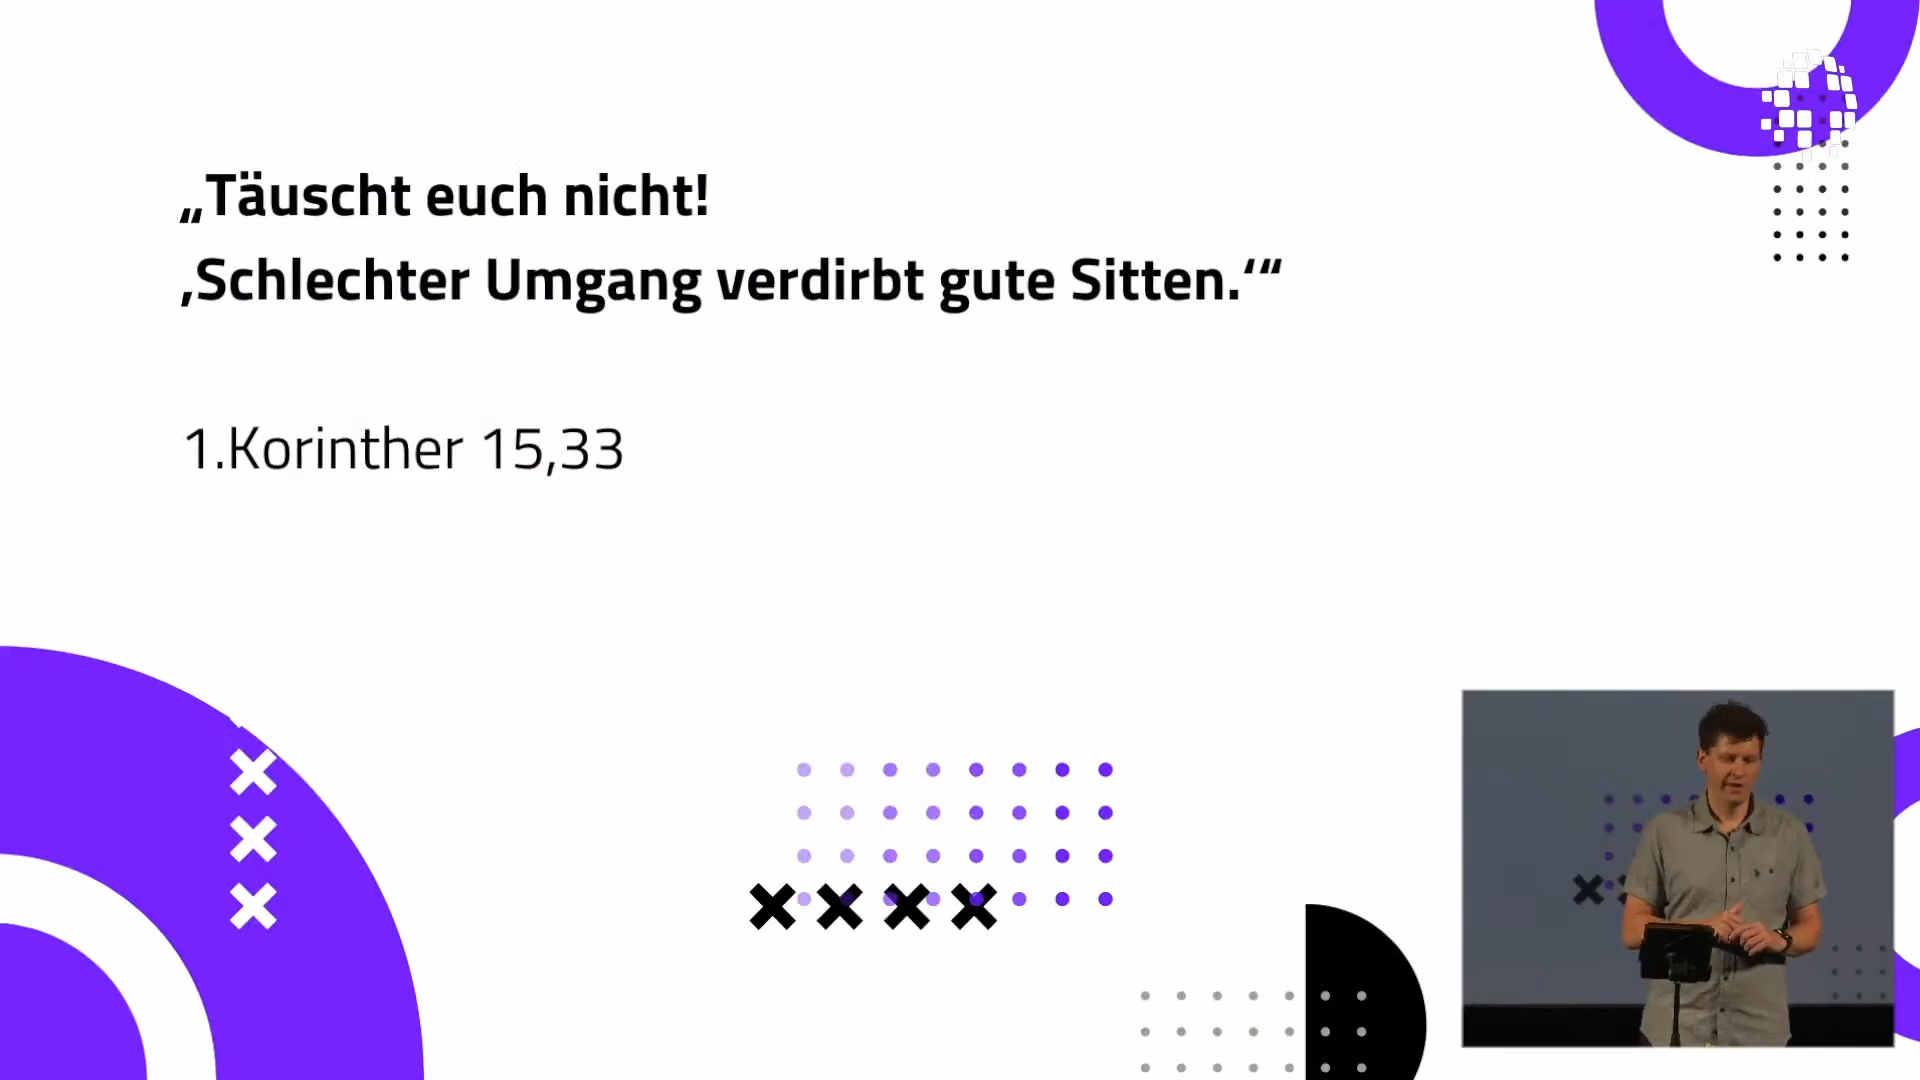 „Täuscht euch nicht!
‚Schlechter Umgang verdirbt gute Sitten.‘“
1.Korinther 15,33